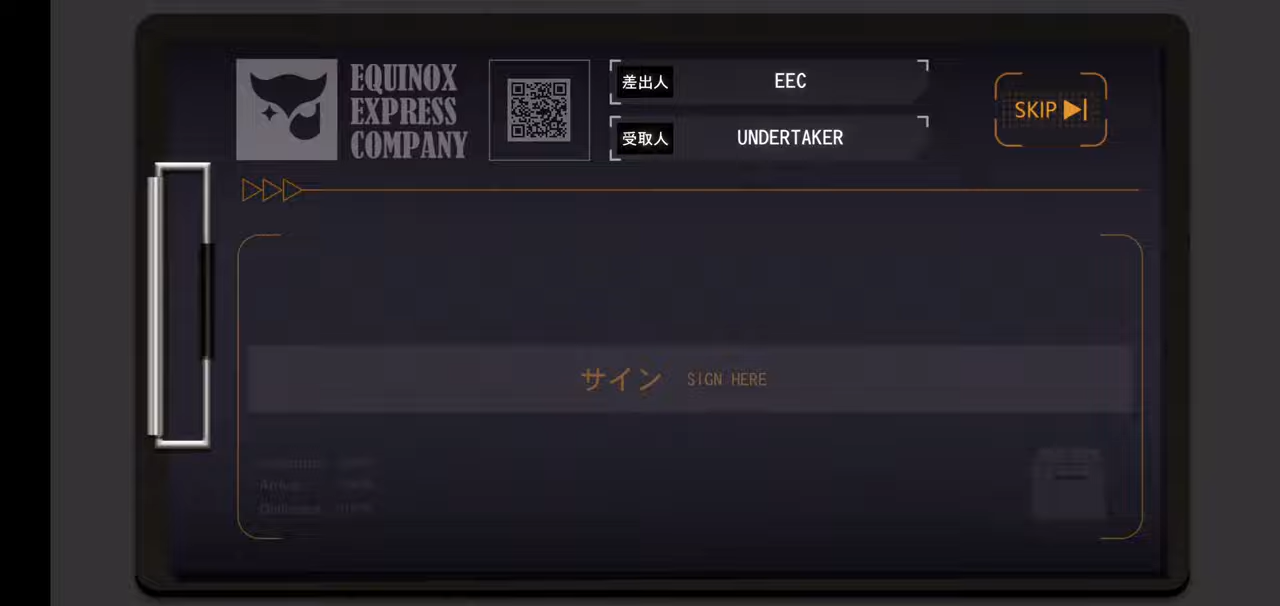 EQUINOX
EXPRESS
COMPANY
差出人 EEC
受取人 UNDERTAKER
SKIP
サイン SIGN HERE